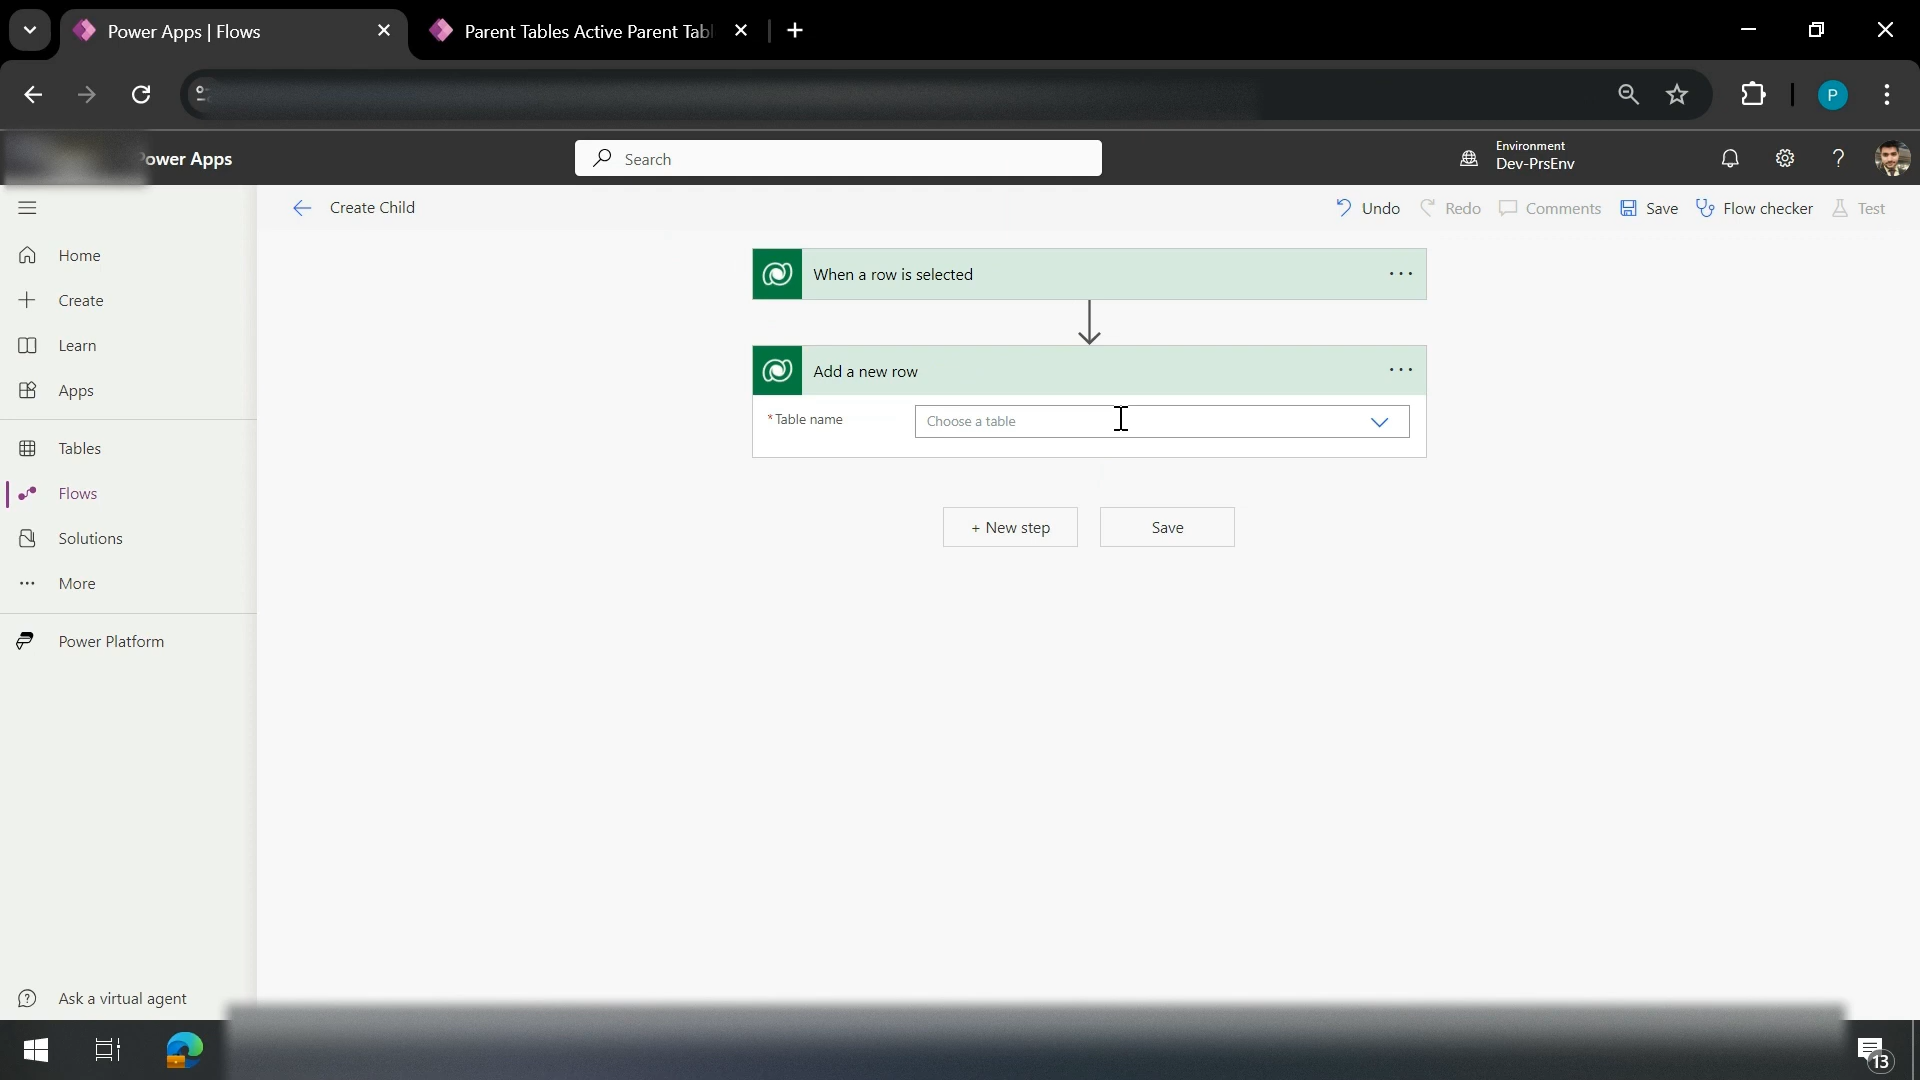 Power Apps | Flows
Parent Tables Active Parent Tabl
ower Apps
Search
Environment
Dev-PrsEnv
Create Child
Undo
Redo
Comments
Save
Flow checker
Test
Home
Create
Learn
Apps
Tables
Flows
Solutions
More
Power Platform
Ask a virtual agent
When a row is selected
Add a new row
* Table name
Choose a table
+ New step
Save
P
13